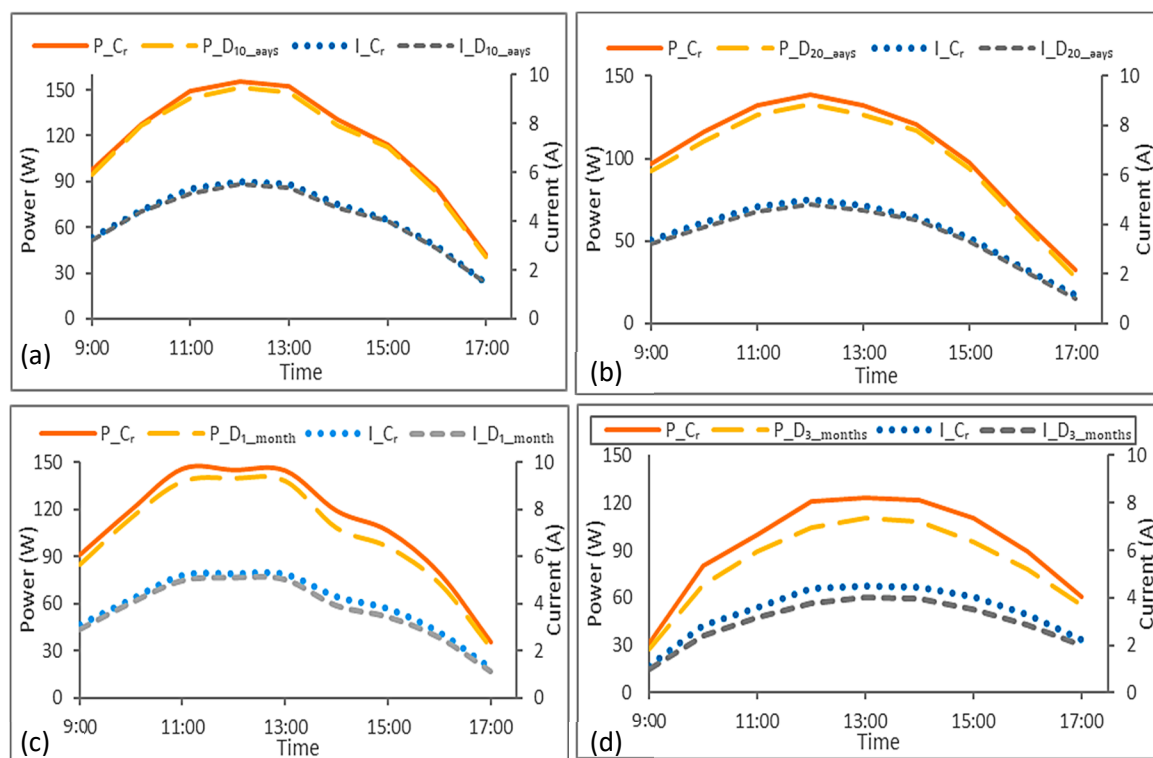 P_Cr P_D10_aays I_Cr I_D10_aays
150
120
90
60
30
0
Power (W)
10
8
6
4
2
0
Current (A)
9:00 11:00 13:00 15:00 17:00
Time
(a)
P_Cr P_D20_aays I_Cr I_D20_aays
150
100
50
0
Power (W)
10
8
6
4
2
0
Current (A)
9:00 11:00 13:00 15:00 17:00
Time
(b)
P_Cr P_D1_month I_Cr I_D1_month
150
120
90
60
30
0
Power (W)
10
8
6
4
2
0
Current (A)
9:00 11:00 13:00 15:00 17:00
Time
(c)
P_Cr P_D3_months I_Cr I_D3_months
150
120
90
60
30
0
Power (W)
10
8
6
4
2
0
Current (A)
9:00 11:00 13:00 15:00 17:00
Time
(d)